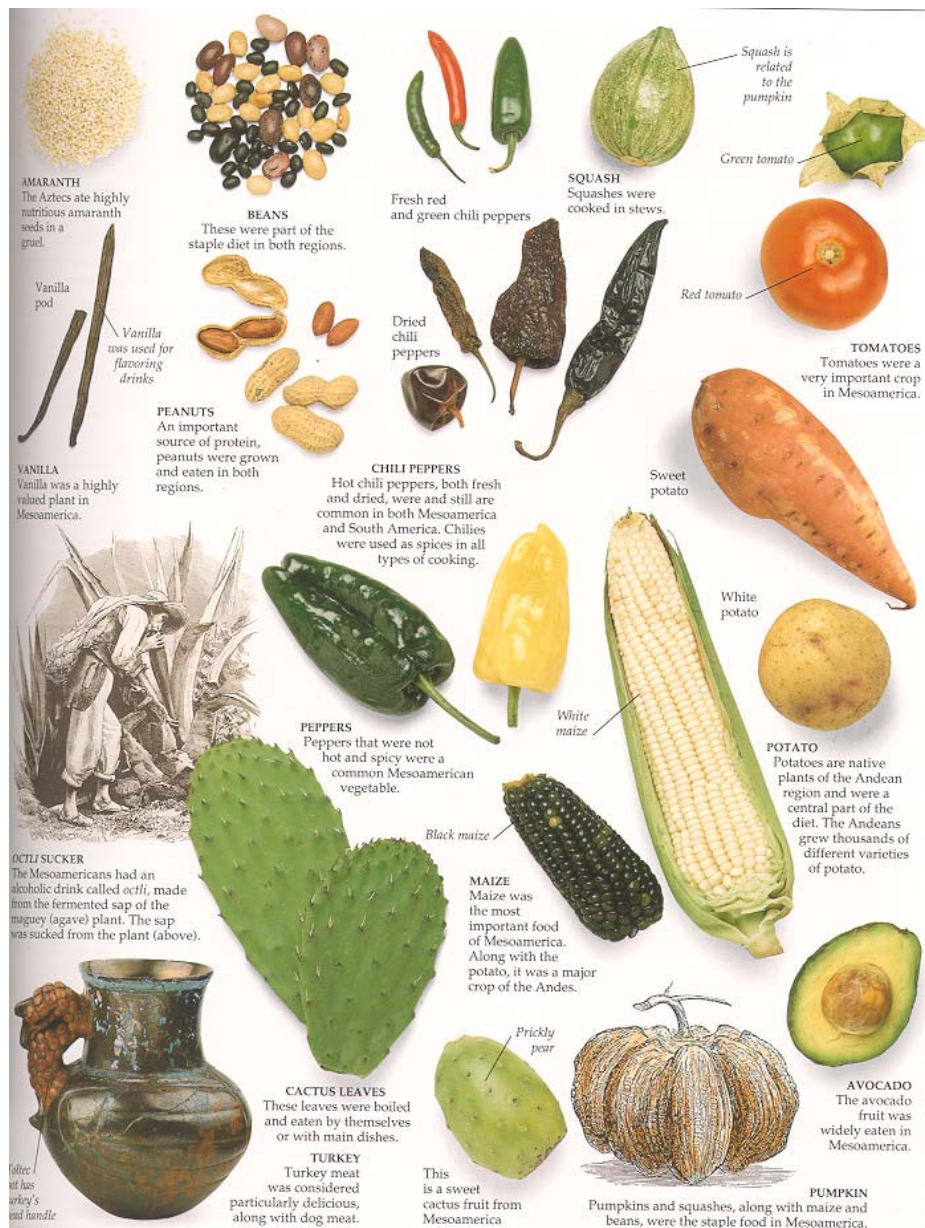 AMARANTH
The Aztecs ate highly
nutritious amaranth
seeds in a
gruel.
BEANS
These were part of the
staple diet in both regions.
Fresh red
and green chili peppers
SQUASH
Squashes were
cooked in stews.
Squash is
related
to the
pumpkin
Green tomato
Red tomato
TOMATOES
Tomatoes were a
very important crop
in Mesoamerica.
Vanilla
pod
Vanilla
was used for
flavoring
drinks
VANILLA
Vanilla was a highly
valued plant in
Mesoamerica.
PEANUTS
An important
source of protein,
peanuts were grown
and eaten in both
regions.
Dried
chili
peppers
CHILI PEPPERS
Hot chili peppers, both fresh
and dried, were and still are
common in both Mesoamerica
and South America. Chilies
were used as spices in all
types of cooking.
Sweet
potato
White
potato
POTATO
Potatoes are native
plants of the Andean
region and were a
central part of the
diet. The Andeans
grew thousands of
different varieties
of potato.
PEPPERS
Peppers that were not
hot and spicy were a
common Mesoamerican
vegetable.
White
maize
Black maize
MAIZE
Maize was
the most
important food
of Mesoamerica.
Along with the
potato, it was a major
crop of the Andes.
OCTLI SUCKER
The Mesoamericans had an
alcoholic drink called octli, made
from the fermented sap of the
maguey (agave) plant. The sap
was sucked from the plant (above).
CACTUS LEAVES
These leaves were boiled
and eaten by themselves
or with main dishes.
TURKEY
Turkey meat
was considered
particularly delicious,
along with dog meat.
has
handle
Prickly
pear
This
is a sweet
cactus fruit from
Mesoamerica
AVOCADO
The avocado
fruit was
widely eaten in
Mesoamerica.
PUMPKIN
Pumpkins and squashes, along with maize and
beans, were the staple food in Mesoamerica.